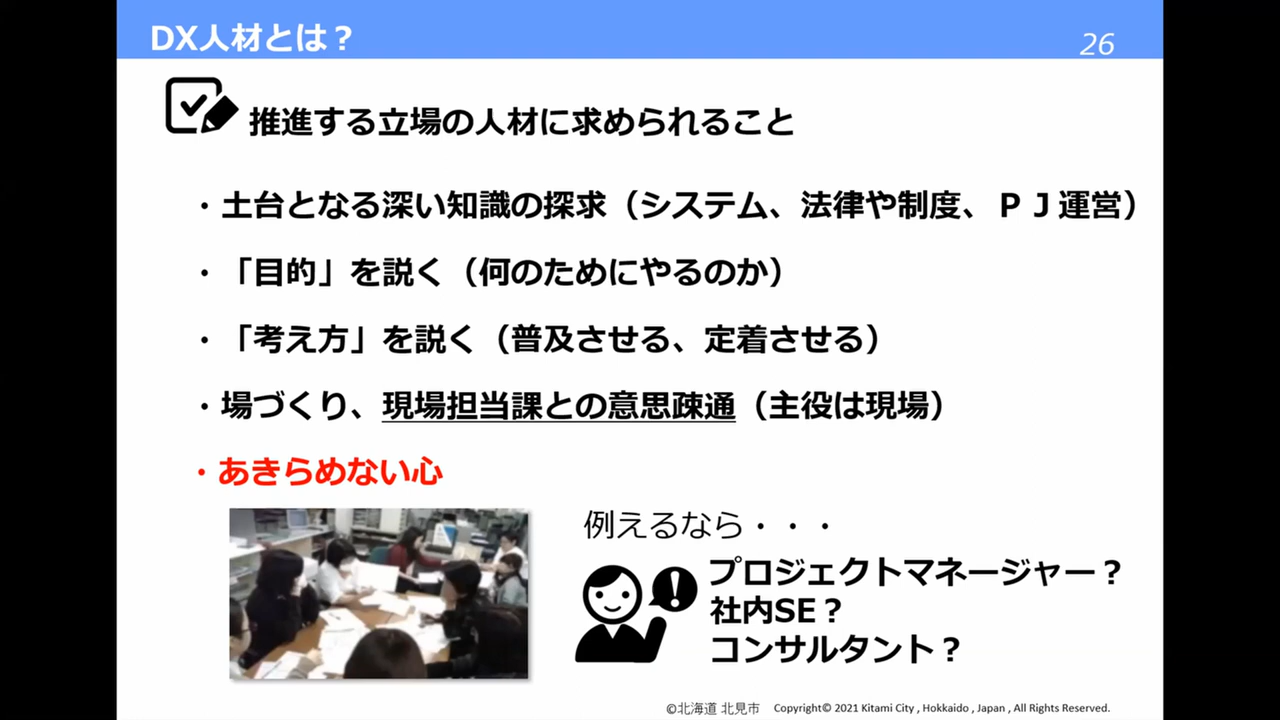 DX人材とは？
26
推進する立場の人材に求められること
・土台となる深い知識の探求（システム、法律や制度、ＰＪ運営）
・「目的」を説く（何のためにやるのか）
・「考え方」を説く（普及させる、定着させる）
・場づくり、現場担当課との意思疎通（主役は現場）
・あきらめない心
例えるなら・・・
プロジェクトマネージャー？
社内SE？
コンサルタント？
©北海道 北見市 Copyright© 2021 Kitami City , Hokkaido , Japan , All Rights Reserved.